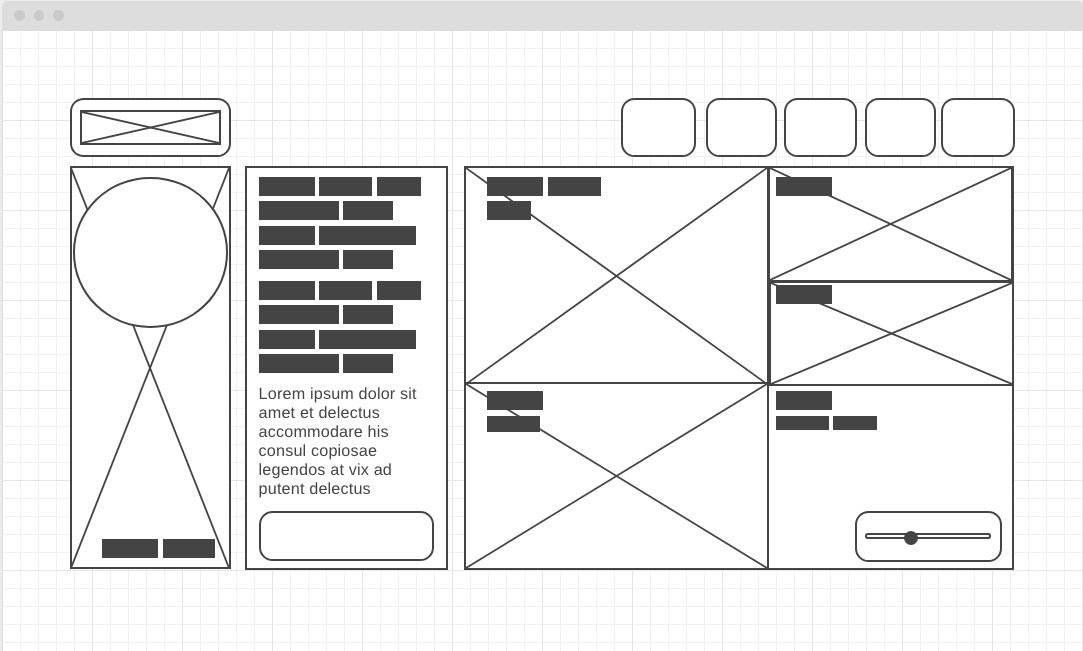 Lorem ipsum dolor sit
amet et delectus
accommodare his
consul copiosae
legendos at vix ad
putent delectus